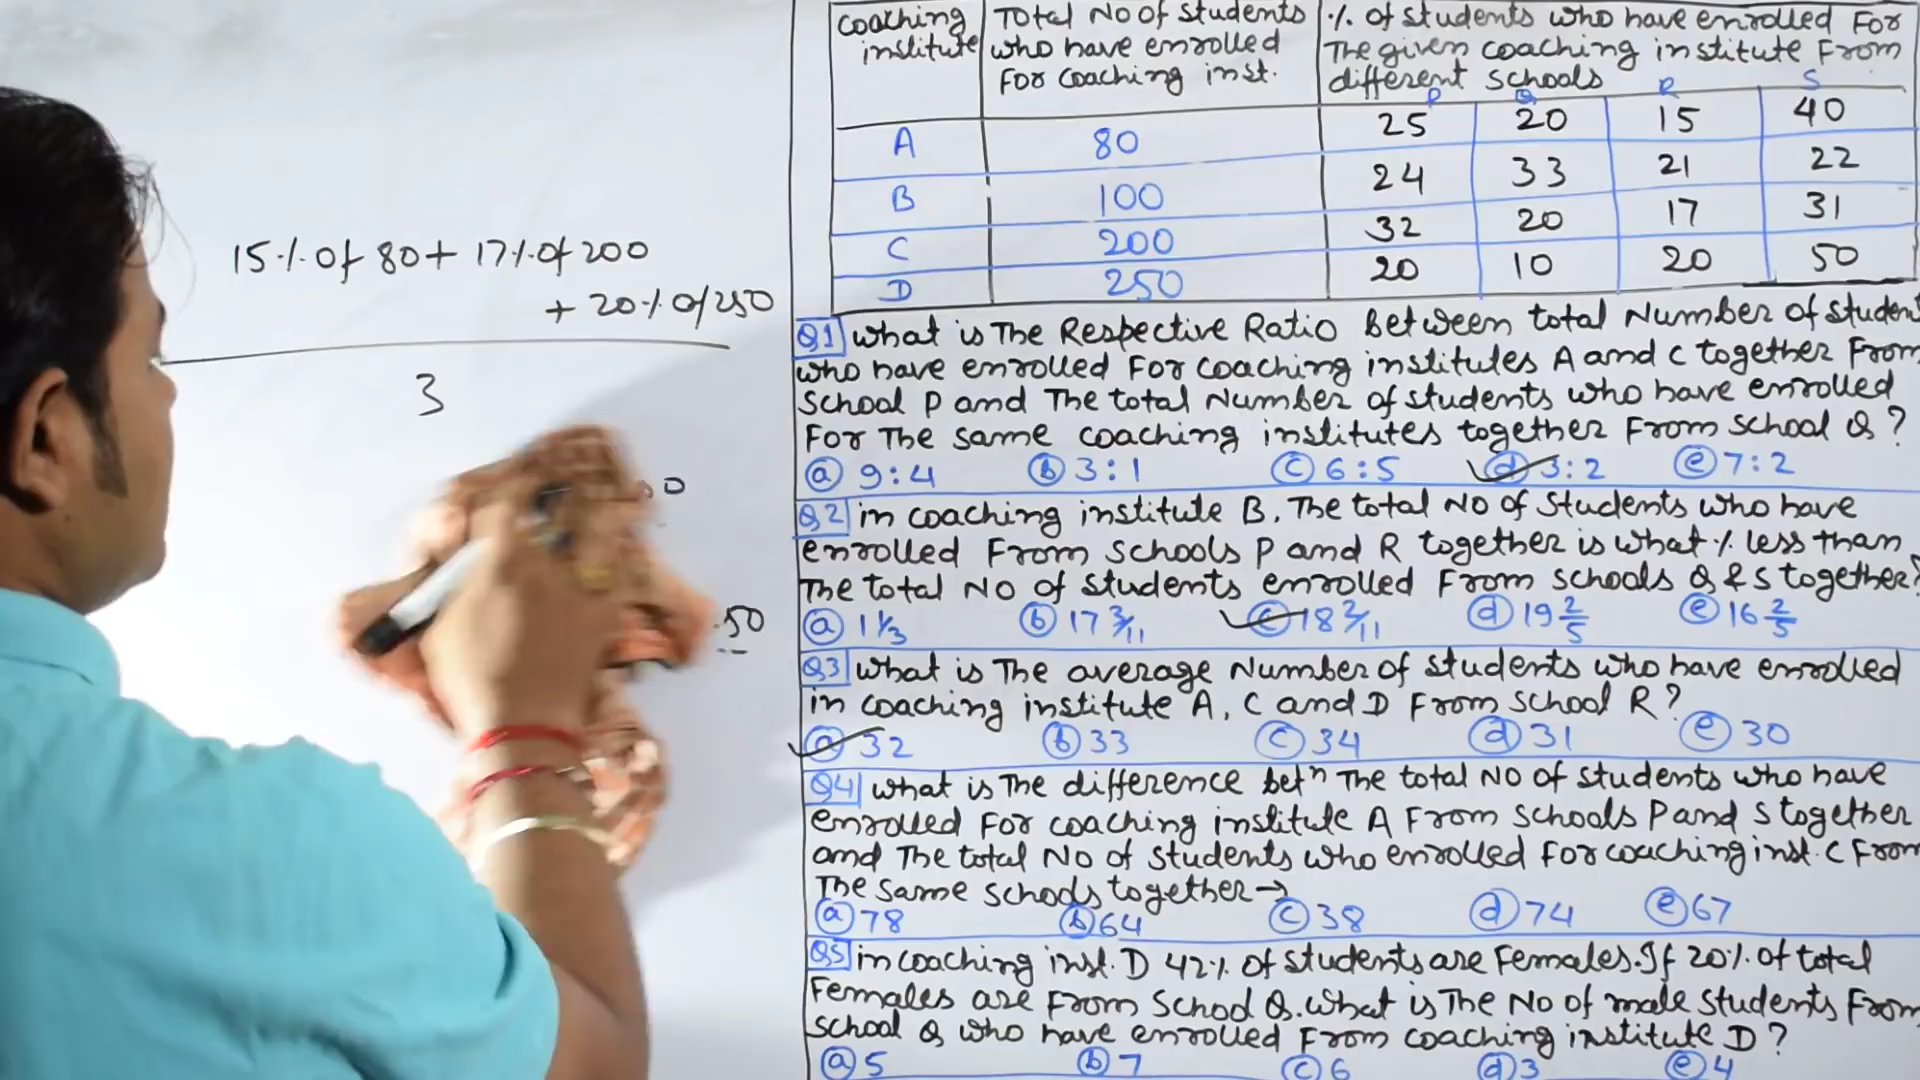 15% of 80 + 17% of 200
+ 20% of 250
3
0
50
Coaching institute
Total No of Students who have enrolled For coaching inst.
% of students who have enrolled For The given coaching institute From different schools
P Q R S
A 80 25 20 15 40
B 100 24 33 21 22
C 200 32 20 17 31
D 250 20 10 20 50
Q1 What is The Respective Ratio Between total Number of Student
who have enrolled For coaching institutes A and C together From
School P and The total Number of students who have enrolled
For The same coaching institutes together From school Q?
(a) 9:4 (b) 3:1 (c) 6:5 (d) 3:2 (e) 7:2
Q2 in coaching institute B, The total No of Students who have
enrolled From Schools P and R together is what % less than
The total No of students enrolled From schools Q & S together?
(a) 1 1/3 (b) 17 3/11 (c) 18 2/11 (d) 19 2/5 (e) 16 2/5
Q3 What is The average Number of students who have enrolled
in coaching institute A, C and D From school R?
(a) 32 (b) 33 (c) 34 (d) 31 (e) 30
Q4 What is The difference betn The total No of students who have
enrolled For coaching institute A From schools P and S together
and The total No of students who enrolled For coaching inst. C From
The same schools together →
(a) 78 (b) 64 (c) 38 (d) 74 (e) 67
Q5 in coaching inst. D 42% of students are Females. If 20% of total
Females are From School Q. what is The No of male students From
School Q who have enrolled From coaching institute D?
(a) 5 (b) 7 (c) 6 (d) 3 (e) 4